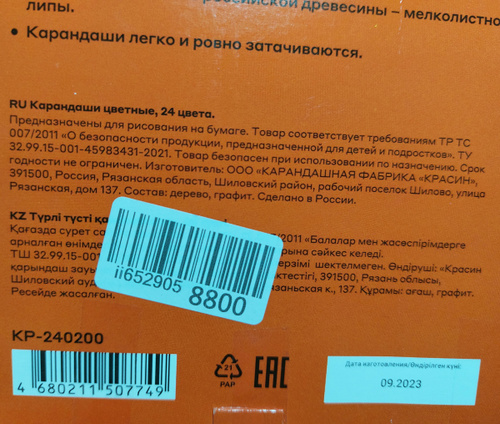 российской древесины – мелколистной
липы.
• Карандаши легко и ровно затачиваются.
RU Карандаши цветные, 24 цвета.
Предназначены для рисования на бумаге. Товар соответствует требованиям ТР ТС
007/2011 «О безопасности продукции, предназначенной для детей и подростков». ТУ
32.99.15-001-45983431-2021. Товар безопасен при использовании по назначению. Срок
годности не ограничен. Изготовитель: ООО «КАРАНДАШНАЯ ФАБРИКА «КРАСИН»,
391500, Россия, Рязанская область, Шиловский район, рабочий поселок Шилово, улица
Рязанская, дом 137. Состав: дерево, графит. Сделано в России.
KZ Түрлі түсті
Қағазда сурет /2011 «Балалар мен жасөспірімдерге
арналған өнімде сәйкес келеді.
ТШ 32.99.15-00 мерзімі шектелмеген. Өндіруші: «Красин
қарындаш 391500, Рязань облысы,
Шиловский к., 137. Құрамы: ағаш, графит.
Ресейде жасалған.
ii652905
8800
KP-240200
4 680211 507749
21
PAP
EAC
Дата изготовления/Өндірілген күні:
09.2023